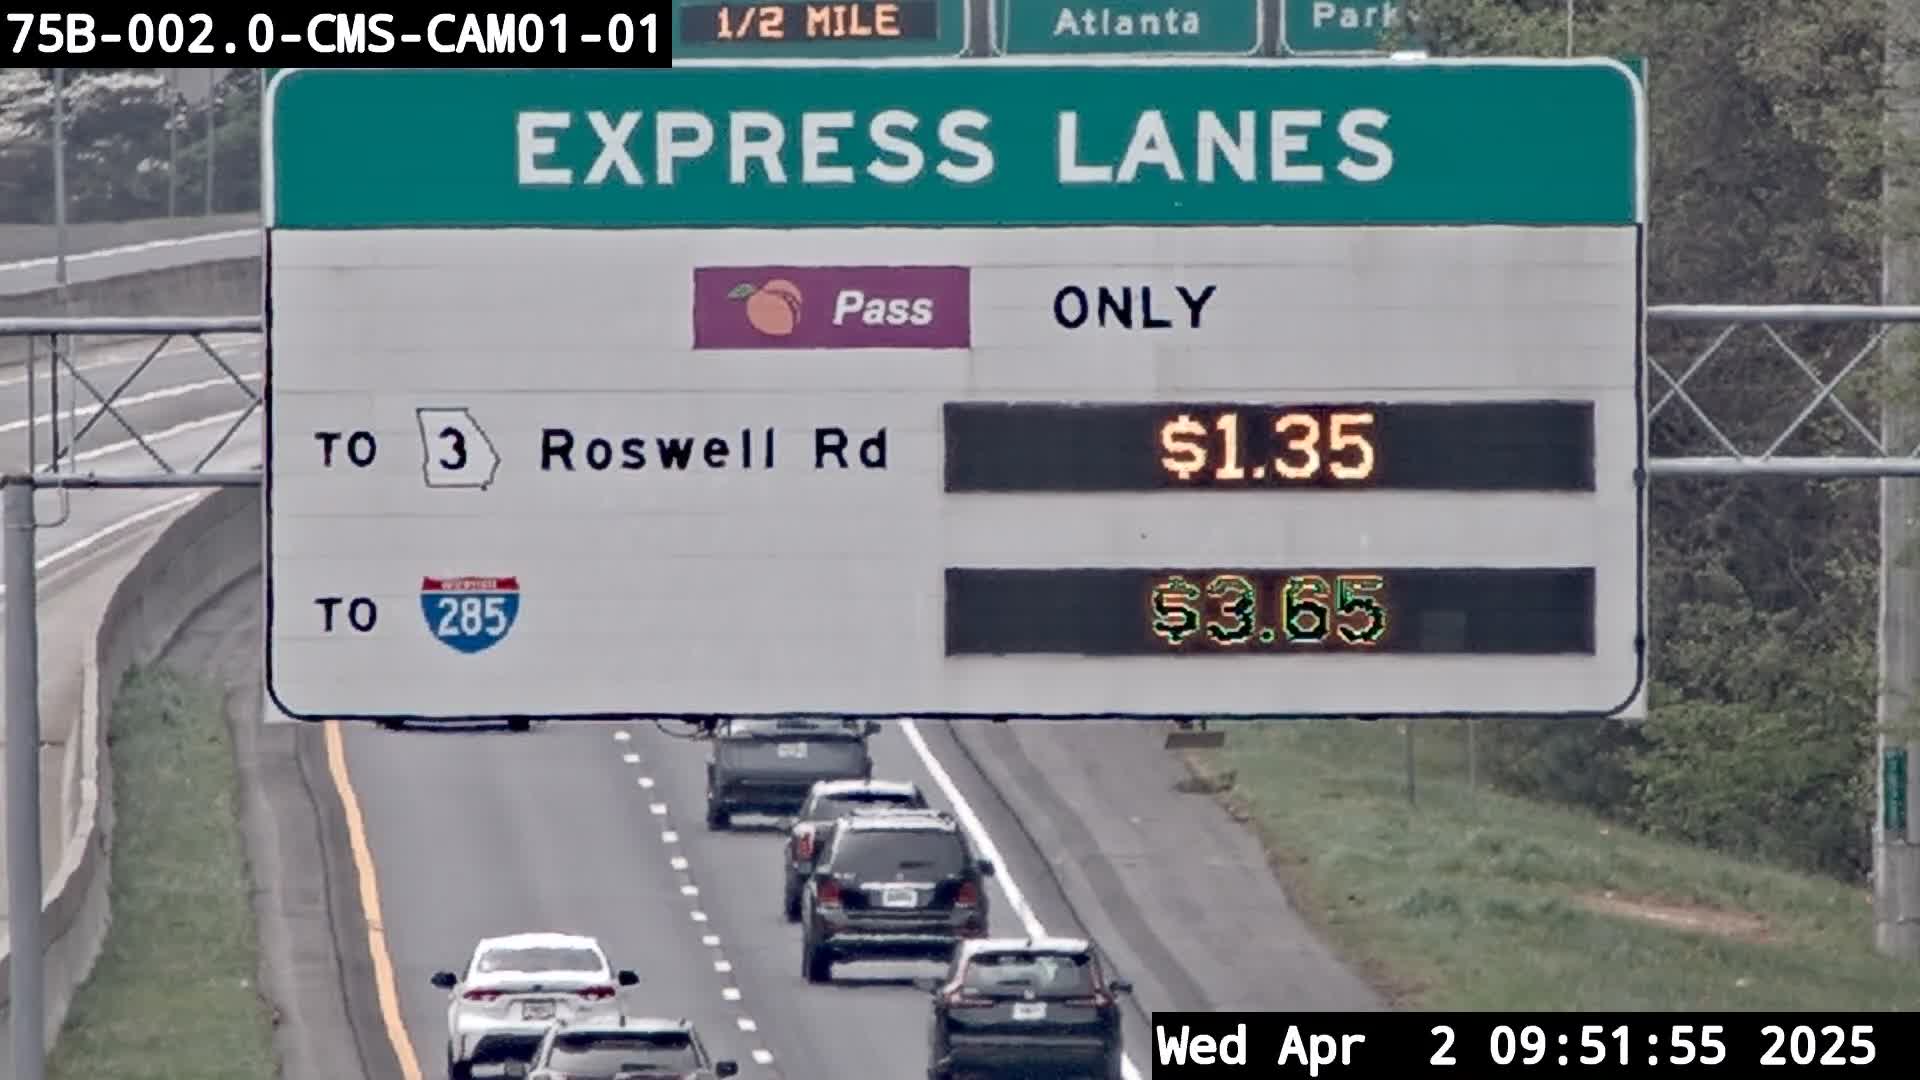 75B-002.0-CMS-CAM01-01
1/2 MILE
Atlanta
Park
EXPRESS LANES
Pass ONLY
TO 3 Roswell Rd $1.35
TO 285 $3.65
Wed Apr 2 09:51:55 2025